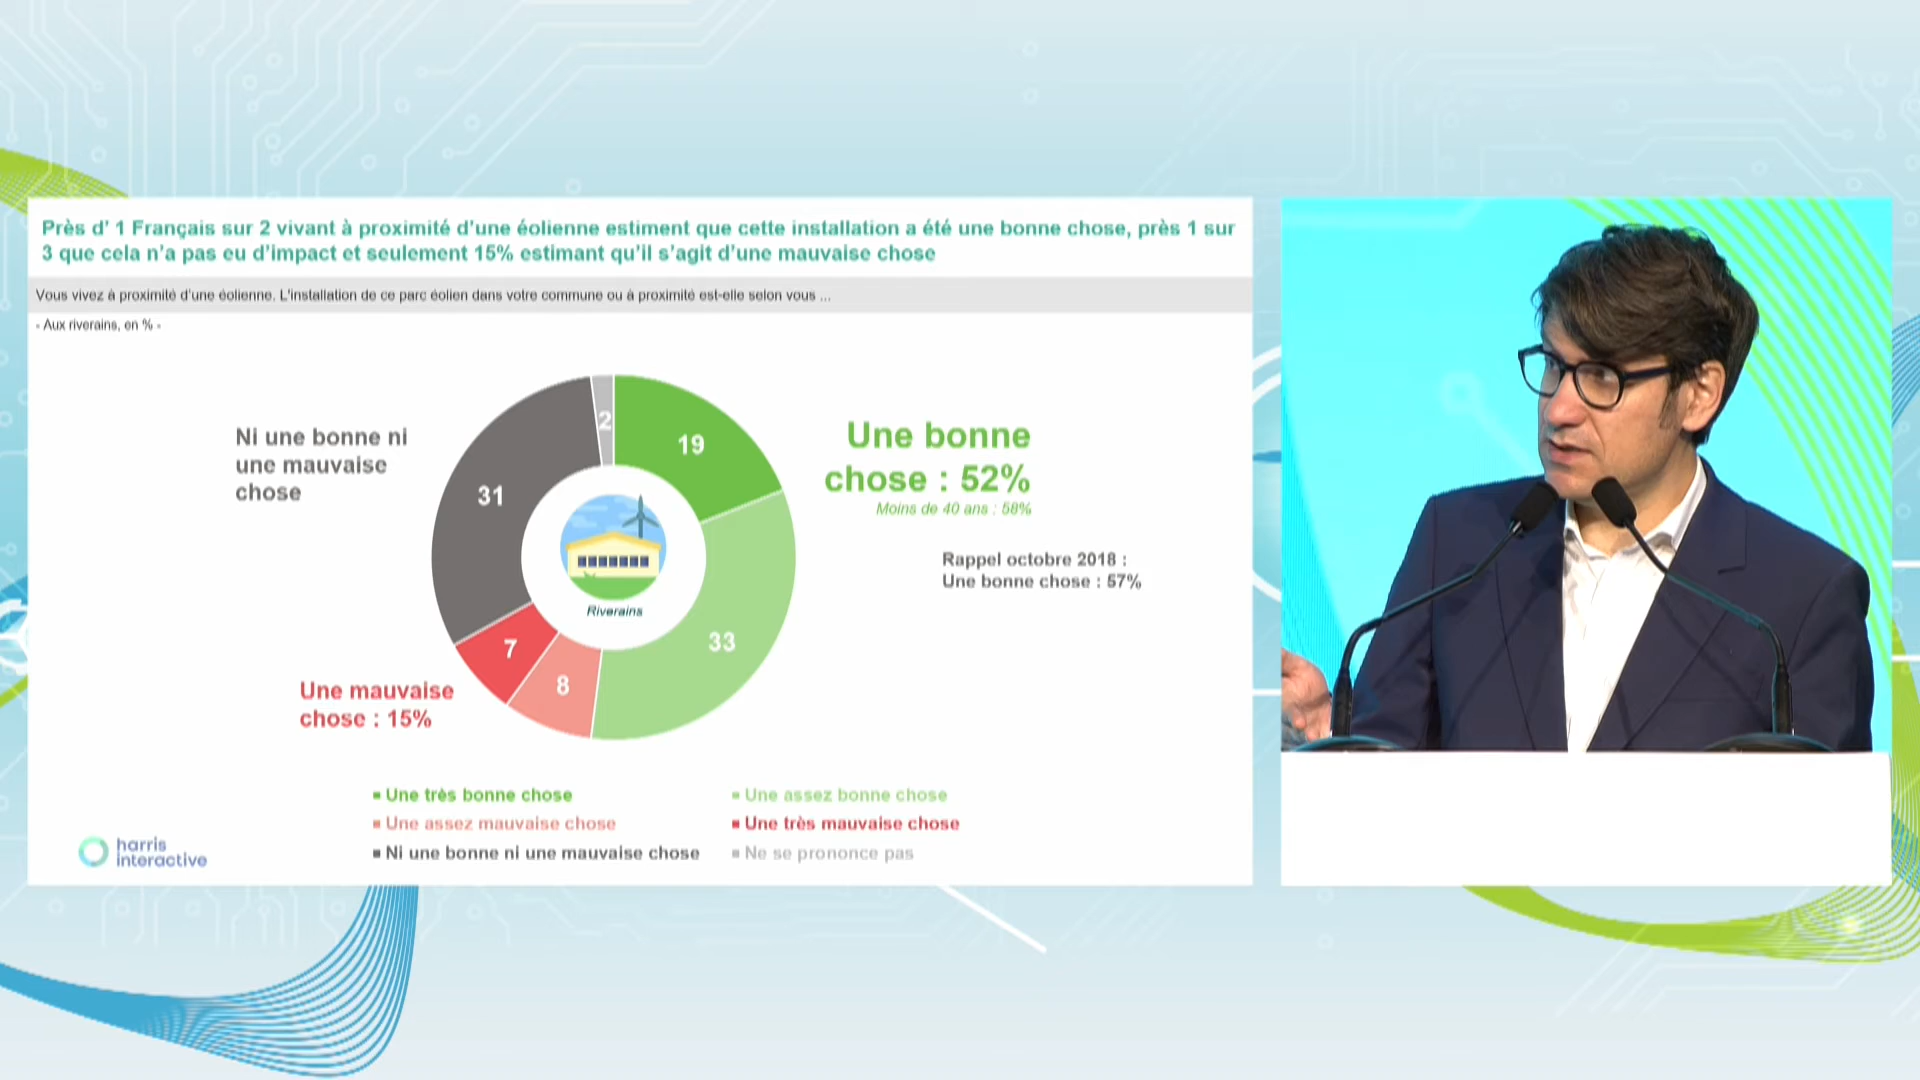 Près d' 1 Français sur 2 vivant à proximité d'une éolienne estiment que cette installation a été une bonne chose, près 1 sur
3 que cela n'a pas eu d'impact et seulement 15% estimant qu'il s'agit d'une mauvaise chose
Vous vivez à proximité d'une éolienne. L'installation de ce parc éolien dans votre commune ou à proximité est-elle selon vous ...
- Aux riverains, en % -
2
19
31
33
7
8
Riverains
Ni une bonne ni
une mauvaise
chose
Une bonne
chose : 52%
Moins de 40 ans : 58%
Rappel octobre 2018 :
Une bonne chose : 57%
Une mauvaise
chose : 15%
Une très bonne chose
Une assez bonne chose
Une assez mauvaise chose
Une très mauvaise chose
Ni une bonne ni une mauvaise chose
Ne se prononce pas
harris
interactive